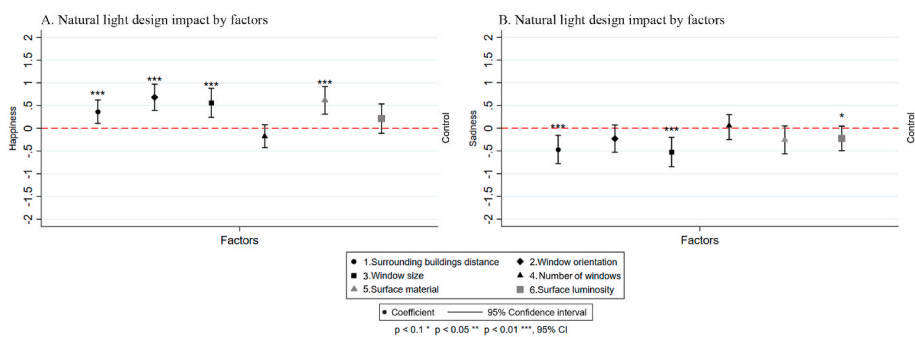 A. Natural light design impact by factors
2
1.5
1
.5
0
-.5
-1
-1.5
-2
Happiness
***
***
***
***
Control
Factors
B. Natural light design impact by factors
2
1.5
1
.5
0
-.5
-1
-1.5
-2
Sadness
***
***
*
Control
Factors
1.Surrounding buildings distance
2.Window orientation
3.Window size
4.Number of windows
5.Surface material
6.Surface luminosity
Coefficient
95% Confidence interval
p < 0.1 * p < 0.05 ** p < 0.01 ***, 95% CI